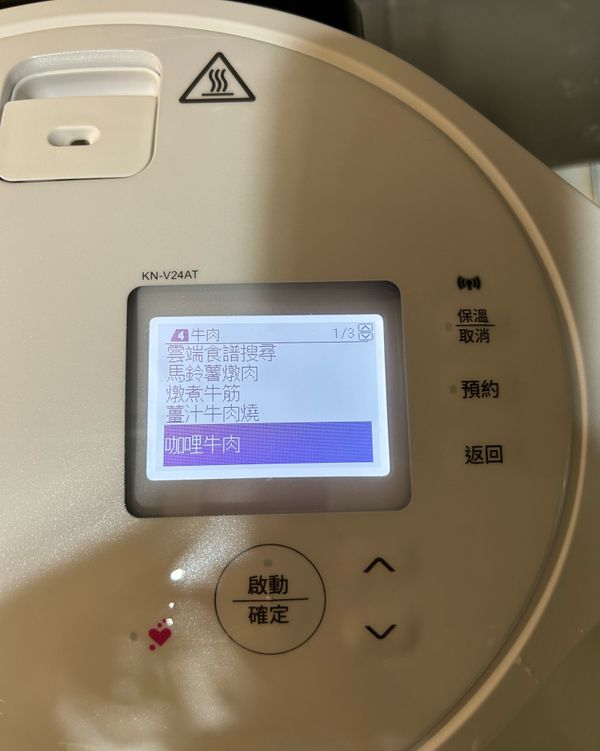 KN-V24AT
4 牛肉 1/3
雲端食譜搜尋
馬鈴薯燉肉
燉煮牛筋
薑汁牛肉燒
咖哩牛肉
保溫
取消
預約
返回
啟動
確定